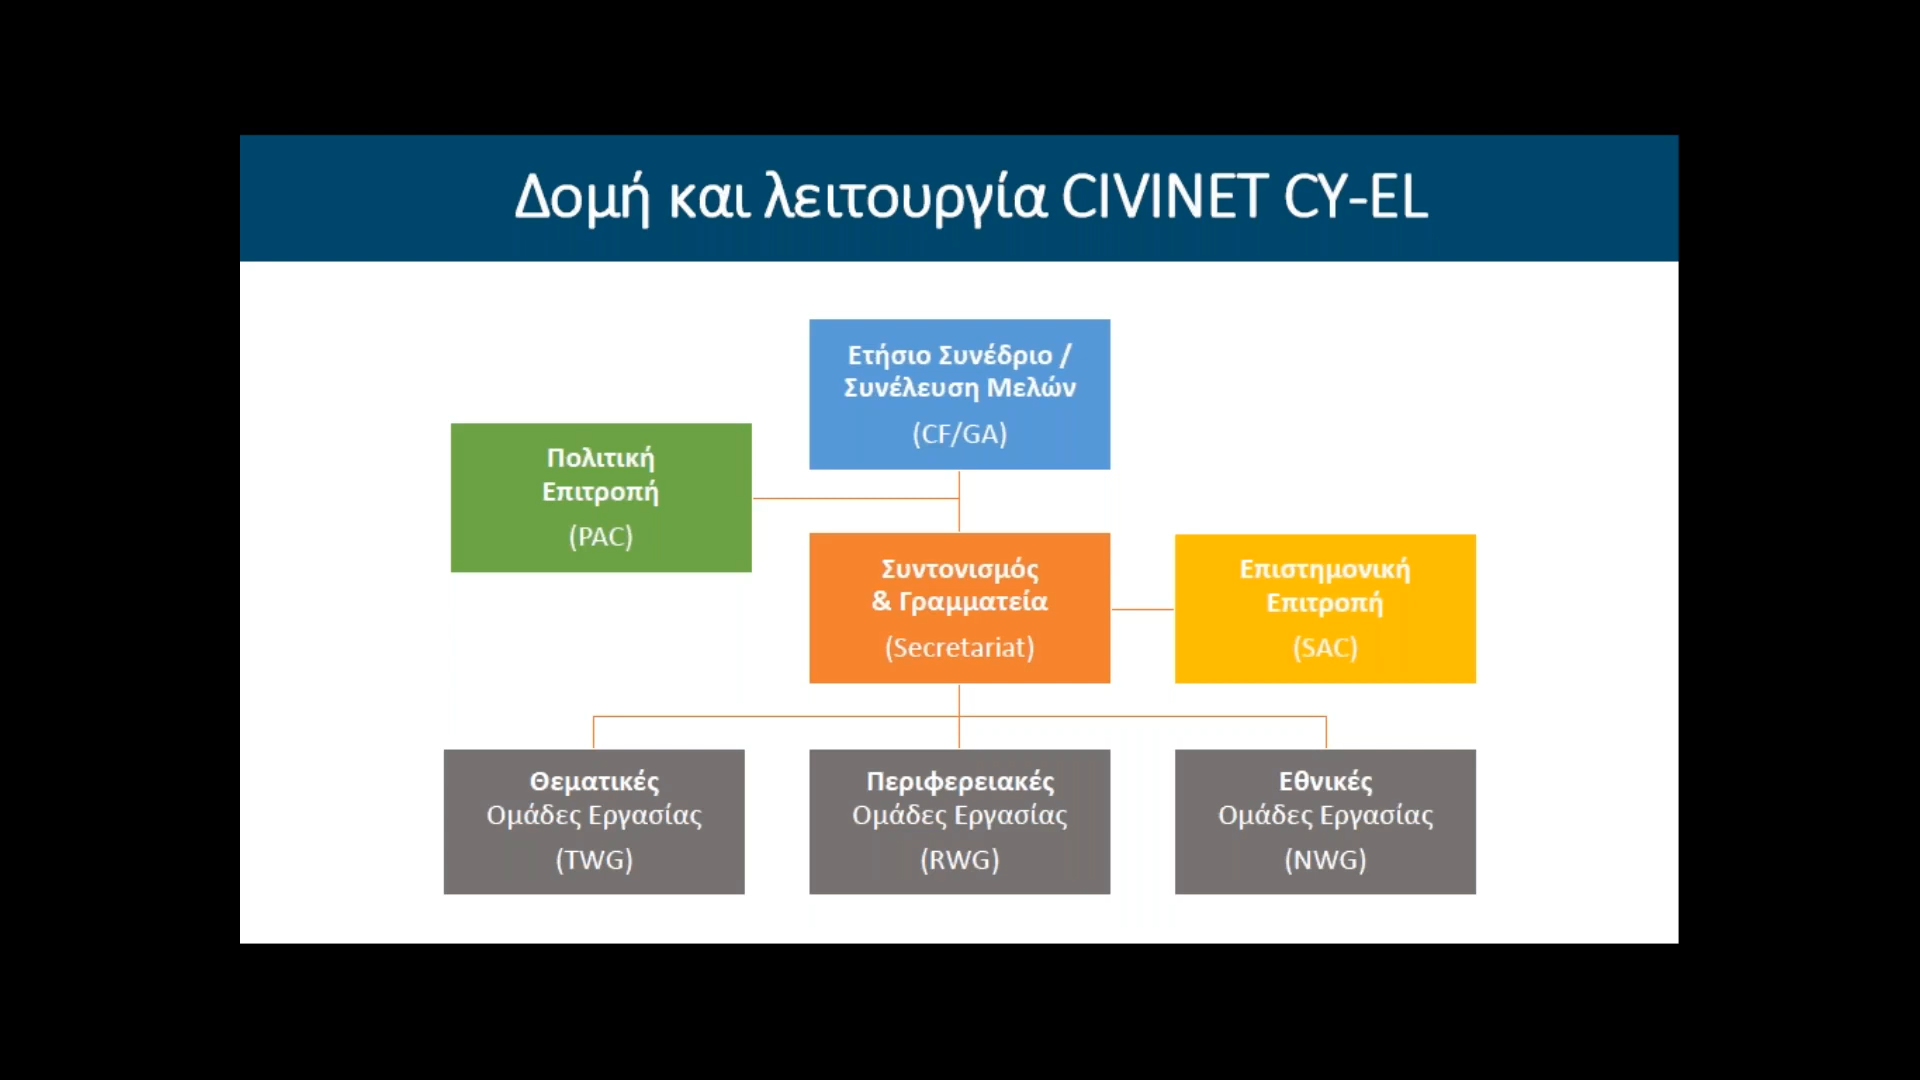 Δομή και λειτουργία CIVINET CY-EL
Ετήσιο Συνέδριο /
Συνέλευση Μελών
(CF/GA)
Πολιτική
Επιτροπή
(PAC)
Συντονισμός
& Γραμματεία
(Secretariat)
Επιστημονική
Επιτροπή
(SAC)
Θεματικές
Ομάδες Εργασίας
(TWG)
Περιφερειακές
Ομάδες Εργασίας
(RWG)
Εθνικές
Ομάδες Εργασίας
(NWG)